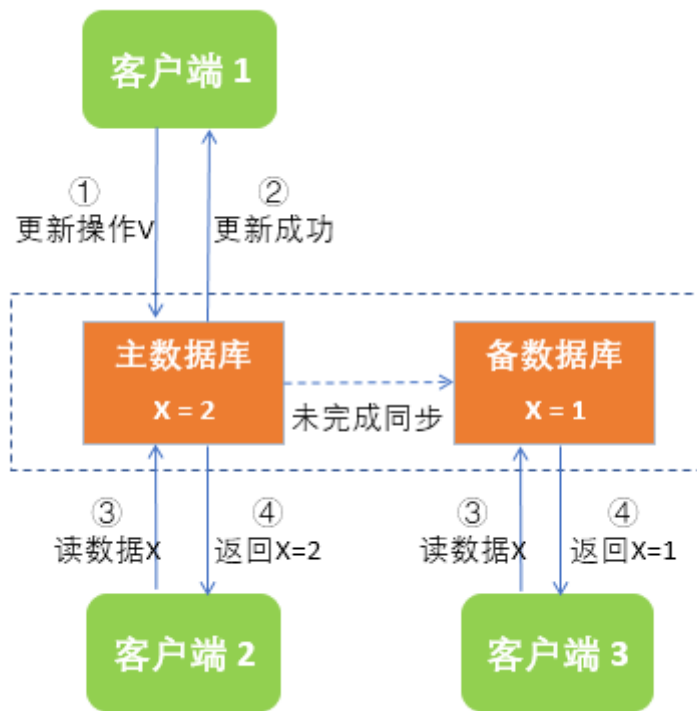 客户端 1
①
更新操作V
②
更新成功
主数据库
X = 2
未完成同步
备数据库
X = 1
③
读数据X
④
返回X=2
③
读数据X
④
返回X=1
客户端 2
客户端 3